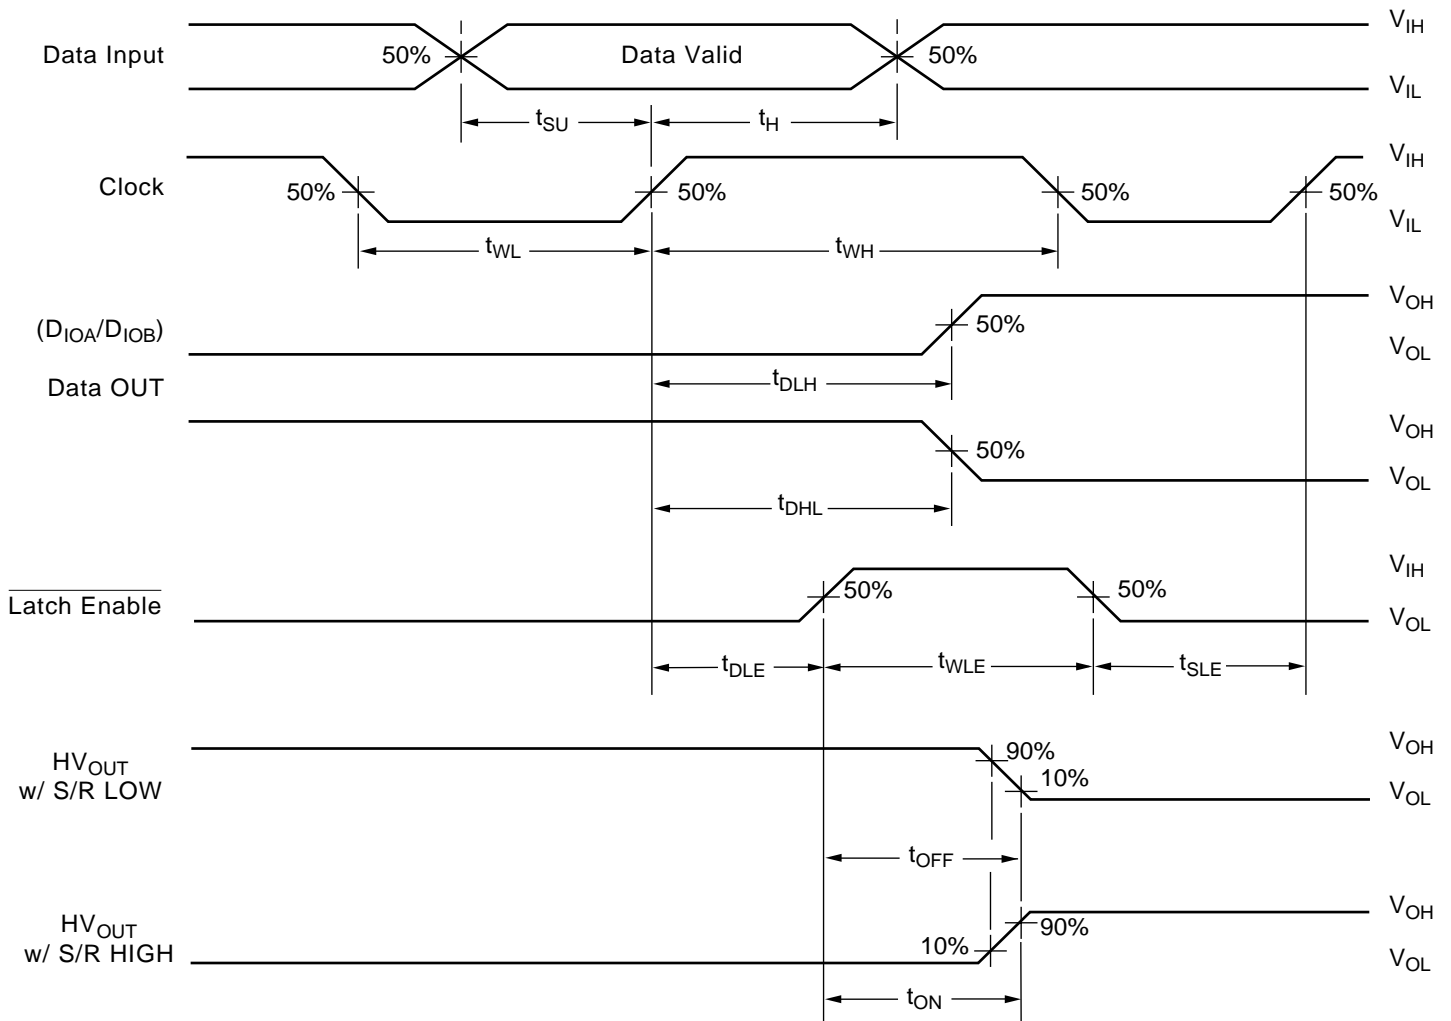 V_IH
Data Input 50% Data Valid 50%
V_IL
t_SU t_H
V_IH
Clock 50% 50% 50% 50%
V_IL
t_WL t_WH
V_OH
(D_IOA/D_IOB) 50%
V_OL
t_DLH
Data OUT
V_OH
50%
V_OL
t_DHL
V_IH
Latch Enable 50% 50%
V_OL
t_DLE t_WLE t_SLE
V_OH
HV_OUT 90%
w/ S/R LOW 10% V_OL
t_OFF
V_OH
HV_OUT 90%
w/ S/R HIGH 10% V_OL
t_ON